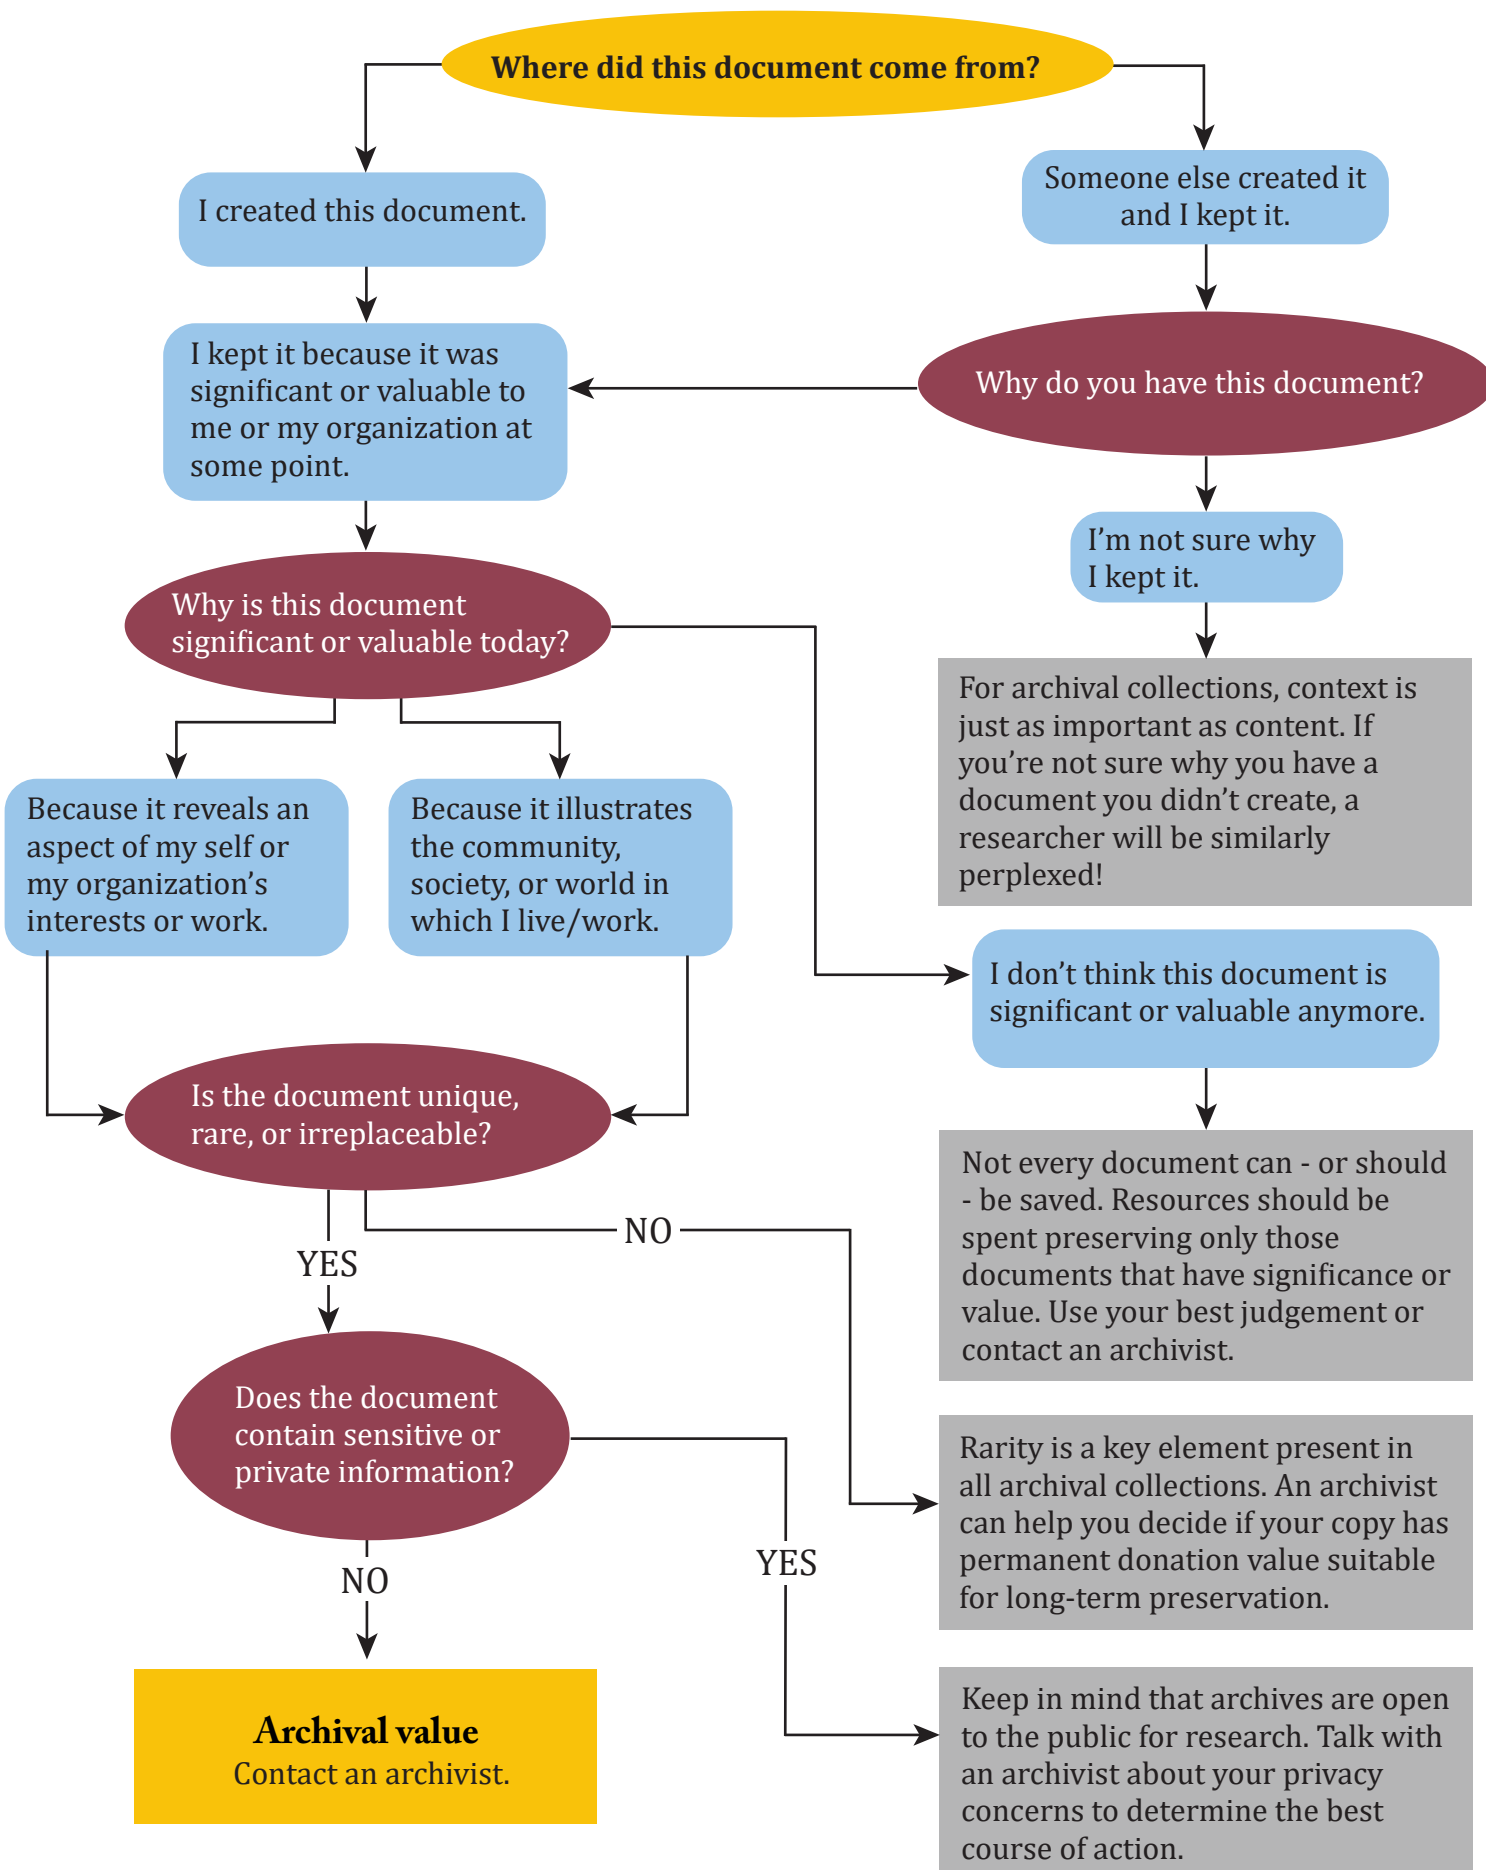 Where did this document come from?
I created this document.
Someone else created it
and I kept it.
I kept it because it was
significant or valuable to
me or my organization at
some point.
Why do you have this document?
I'm not sure why
I kept it.
Why is this document
significant or valuable today?
For archival collections, context is
just as important as content. If
you're not sure why you have a
document you didn't create, a
researcher will be similarly
perplexed!
Because it reveals an
aspect of my self or
my organization's
interests or work.
Because it illustrates
the community,
society, or world in
which I live/work.
I don't think this document is
significant or valuable anymore.
Is the document unique,
rare, or irreplaceable?
Not every document can - or should
- be saved. Resources should be
spent preserving only those
documents that have significance or
value. Use your best judgement or
contact an archivist.
NO
YES
Does the document
contain sensitive or
private information?
Rarity is a key element present in
all archival collections. An archivist
can help you decide if your copy has
permanent donation value suitable
for long-term preservation.
YES
NO
Archival value
Contact an archivist.
Keep in mind that archives are open
to the public for research. Talk with
an archivist about your privacy
concerns to determine the best
course of action.